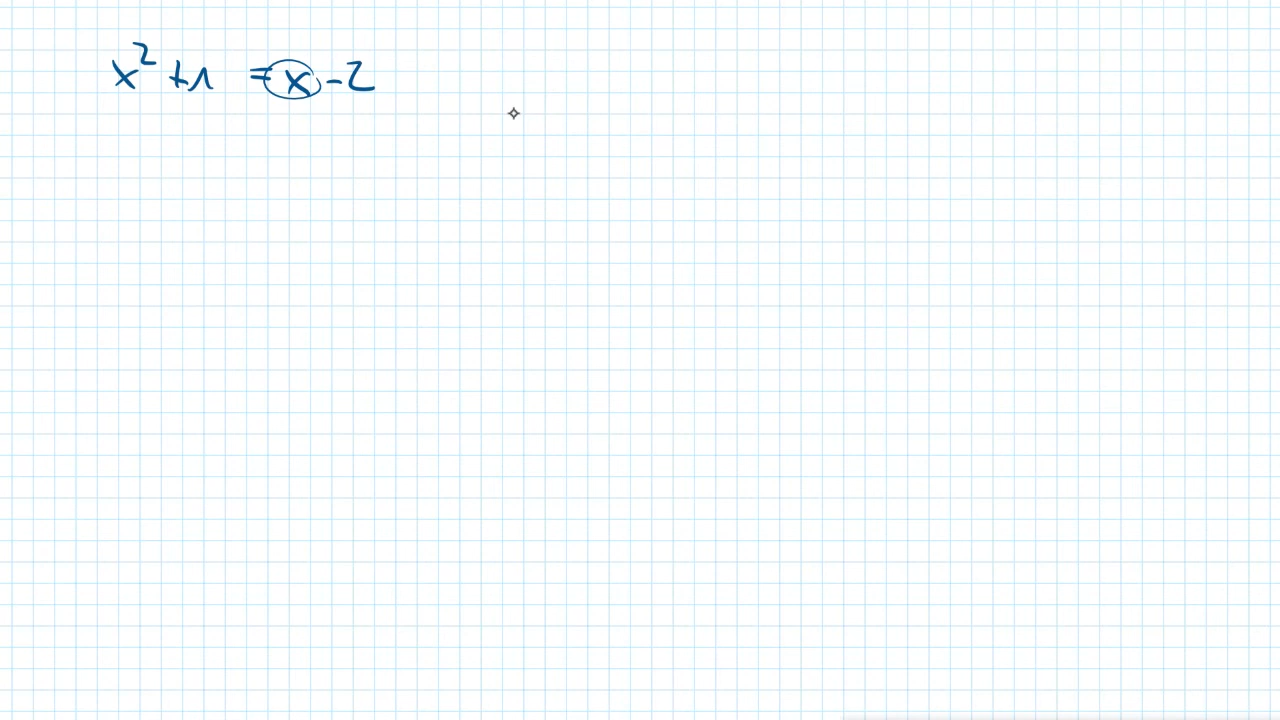 x² + 1 = x - 2